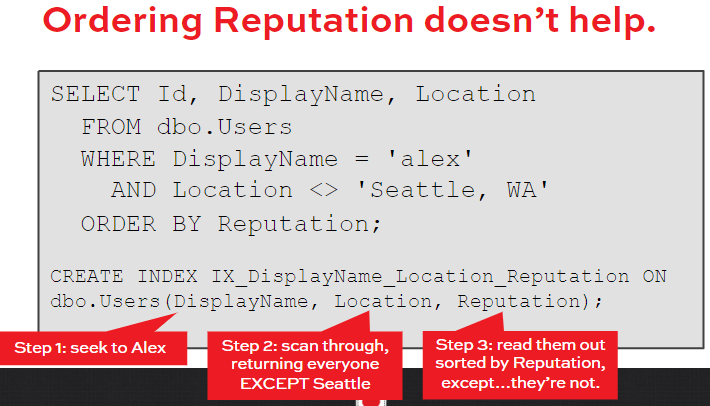 Ordering Reputation doesn't help.
SELECT Id, DisplayName, Location
FROM dbo.Users
WHERE DisplayName = 'alex'
AND Location <> 'Seattle, WA'
ORDER BY Reputation;
CREATE INDEX IX_DisplayName_Location_Reputation ON
dbo.Users(DisplayName, Location, Reputation);
Step 1: seek to Alex
Step 2: scan through,
returning everyone
EXCEPT Seattle
Step 3: read them out
sorted by Reputation,
except...they're not.